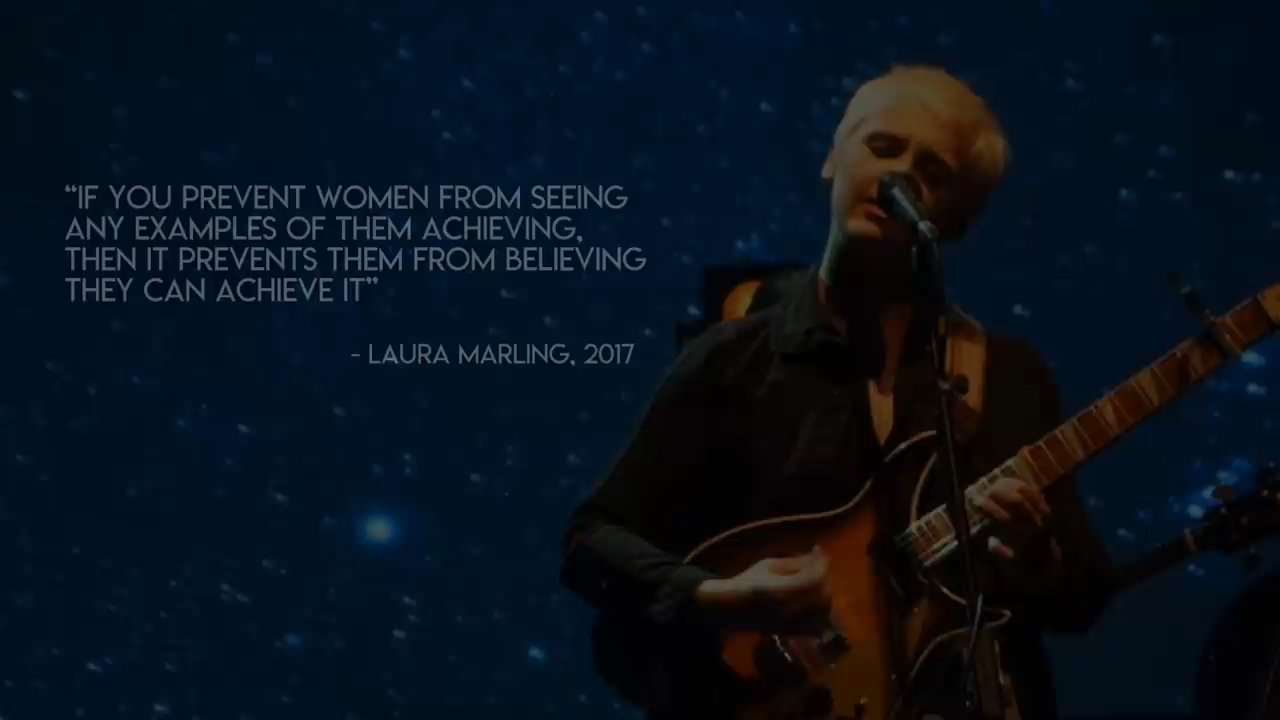 “IF YOU PREVENT WOMEN FROM SEEING
ANY EXAMPLES OF THEM ACHIEVING,
THEN IT PREVENTS THEM FROM BELIEVING
THEY CAN ACHIEVE IT”
- LAURA MARLING, 2017